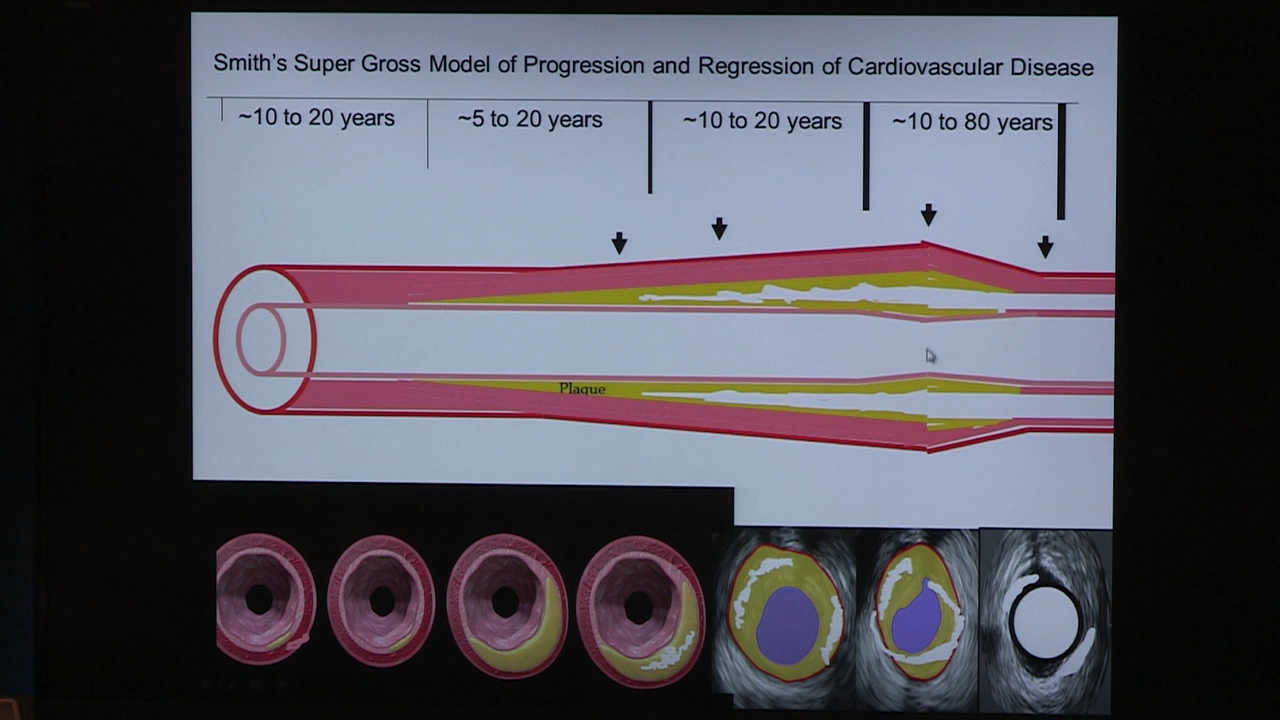 Smith's Super Gross Model of Progression and Regression of Cardiovascular Disease
~10 to 20 years
~5 to 20 years
~10 to 20 years
~10 to 80 years
Plaque